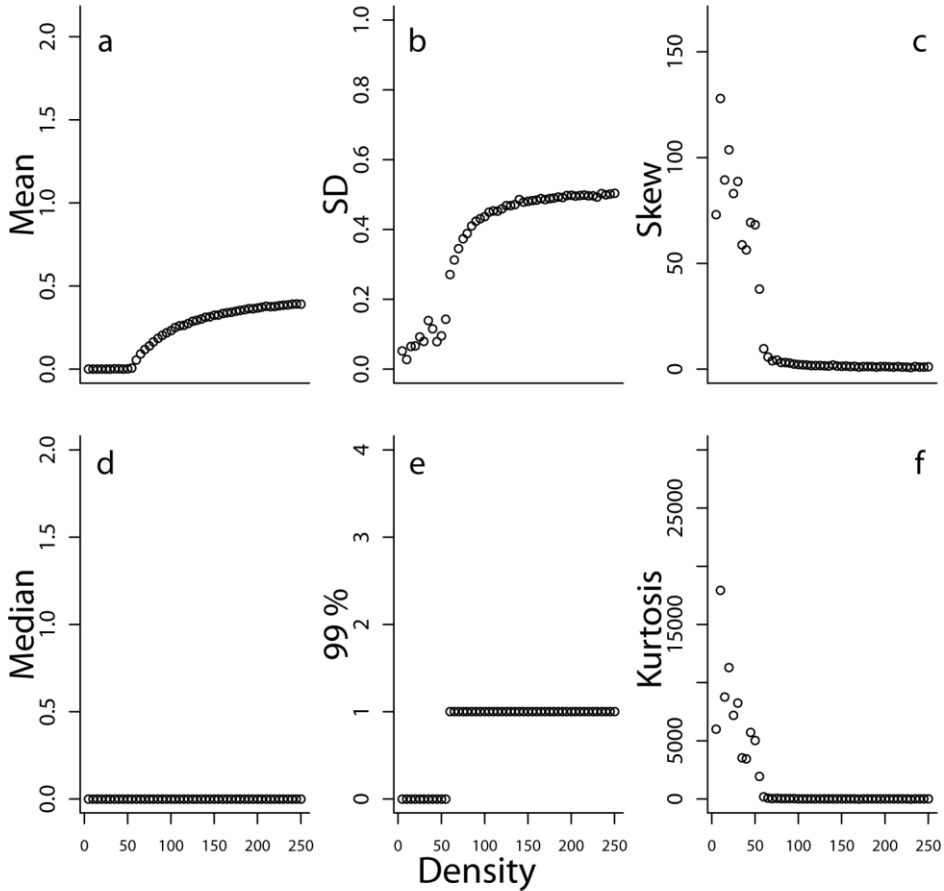 a
Mean
0.0 0.5 1.0 1.5 2.0
b
SD
0.0 0.2 0.4 0.6 0.8 1.0
c
Skew
0 50 100 150
d
Median
0.0 0.5 1.0 1.5 2.0
0 50 100 150 200 250
e
99 %
0 1 2 3 4
0 50 100 150 200 250
f
Kurtosis
0 5000 15000 25000
0 50 100 150 200 250
Density